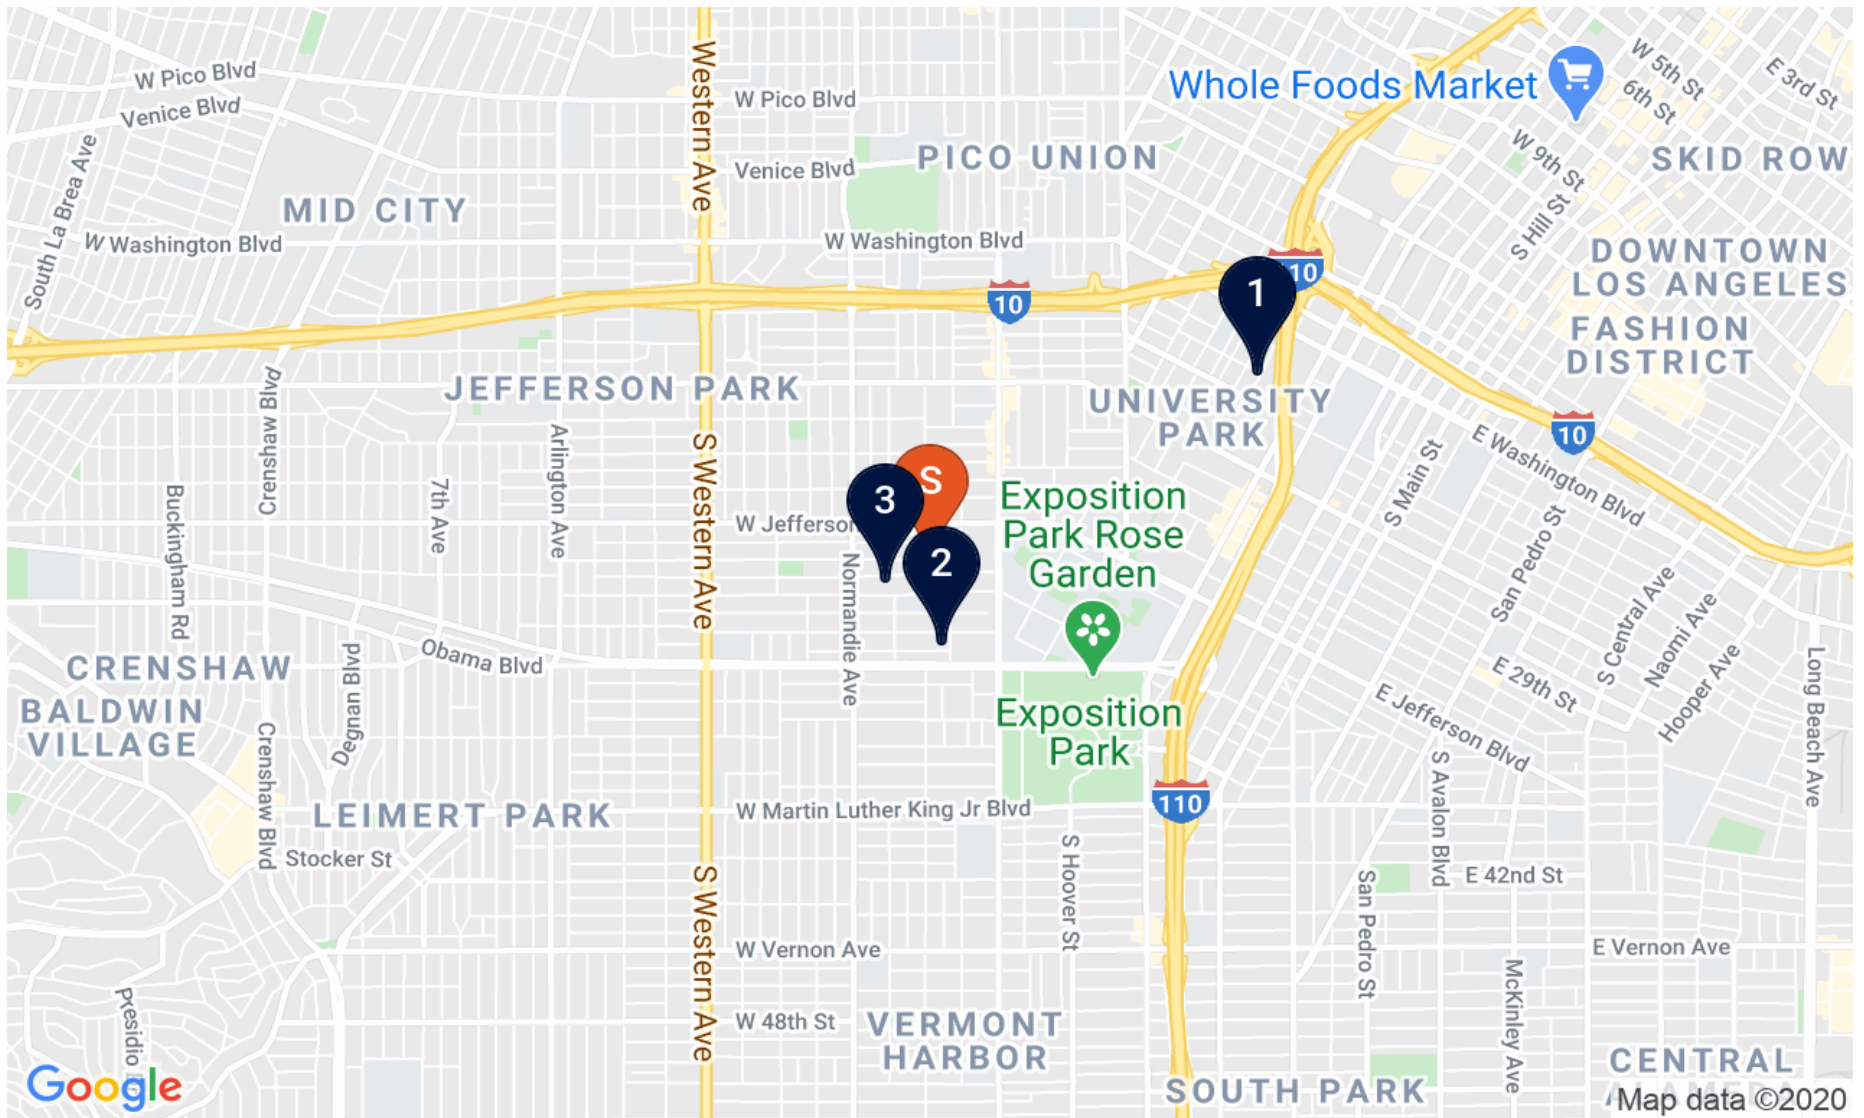 W Pico Blvd
Venice Blvd
South La Brea Ave
MID CITY
W Washington Blvd
Western Ave
W Pico Blvd
Venice Blvd
PICO UNION
W Washington Blvd
Whole Foods Market
W 5th St
6th St
E 3rd St
W 9th St
SKID ROW
S Hill St
DOWNTOWN
LOS ANGELES
FASHION
DISTRICT
10
10
1
10
JEFFERSON PARK
UNIVERSITY
PARK
Crenshaw Blvd
Arlington Ave
7th Ave
Buckingham Rd
S Western Ave
W Jefferson
Normandie Ave
S
3
2
Exposition
Park Rose
Garden
E Washington Blvd
S Main St
San Pedro St
S Central Ave
Naomi Ave
Hooper Ave
E 29th St
E Jefferson Blvd
Long Beach Ave
Obama Blvd
CRENSHAW
BALDWIN
VILLAGE
Degnan Blvd
Crenshaw Blvd
Exposition
Park
110
LEIMERT PARK
Stocker St
W Martin Luther King Jr Blvd
S Hoover St
S Avalon Blvd
E 42nd St
San Pedro St
S Western Ave
W Vernon Ave
E Vernon Ave
McKinley Ave
Presidio
W 48th St
VERMONT
HARBOR
SOUTH PARK
CENTRAL
Google
Map data ©2020